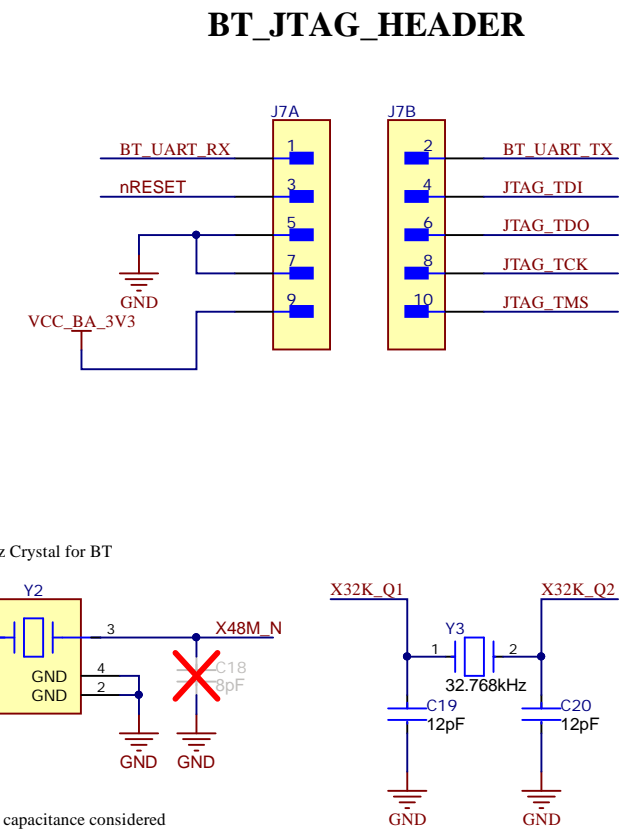 BT_JTAG_HEADER
J7A
J7B
BT_UART_RX
1
2
BT_UART_TX
nRESET
3
4
JTAG_TDI
5
6
JTAG_TDO
7
8
JTAG_TCK
GND
9
10
JTAG_TMS
VCC_BA_3V3
z Crystal for BT
Y2
3
X48M_N
GND
4
GND
2
C18
8pF
GND
GND
X32K_Q1
X32K_Q2
Y3
1
2
32.768kHz
C19
12pF
C20
12pF
GND
GND
capacitance considered